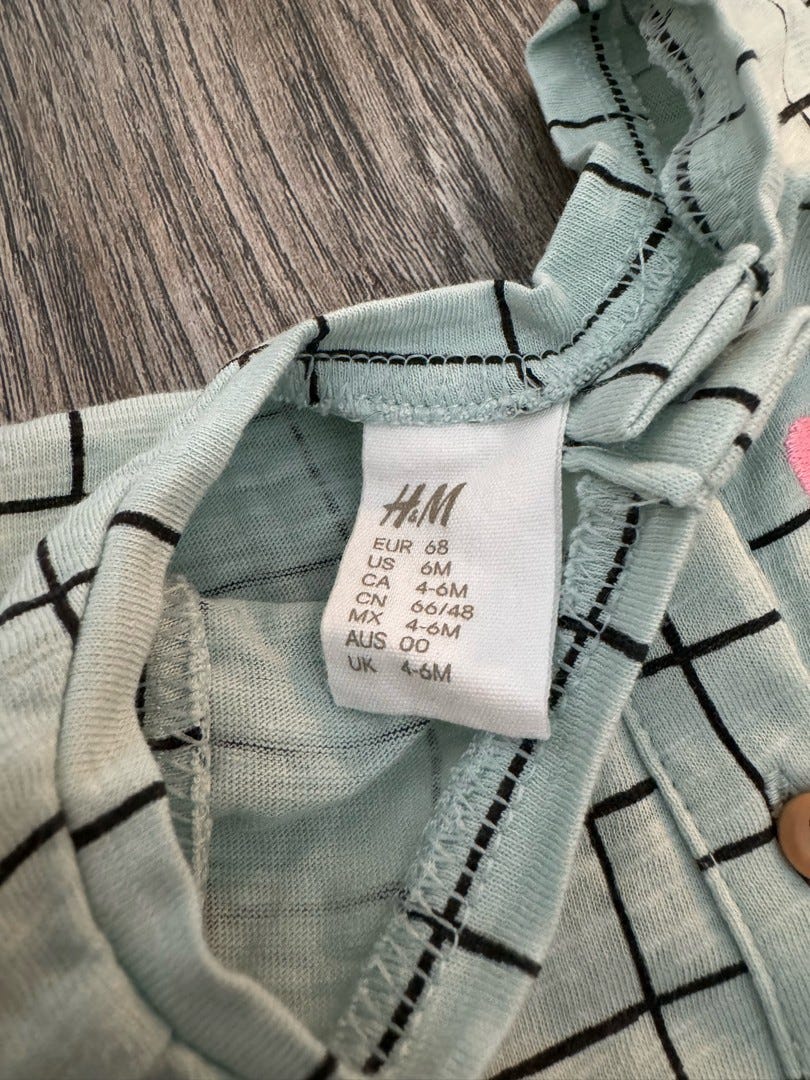 H&M
EUR 68
US 6M
CA 4-6M
CN 66/48
MX 4-6M
AUS 00
UK 4-6M